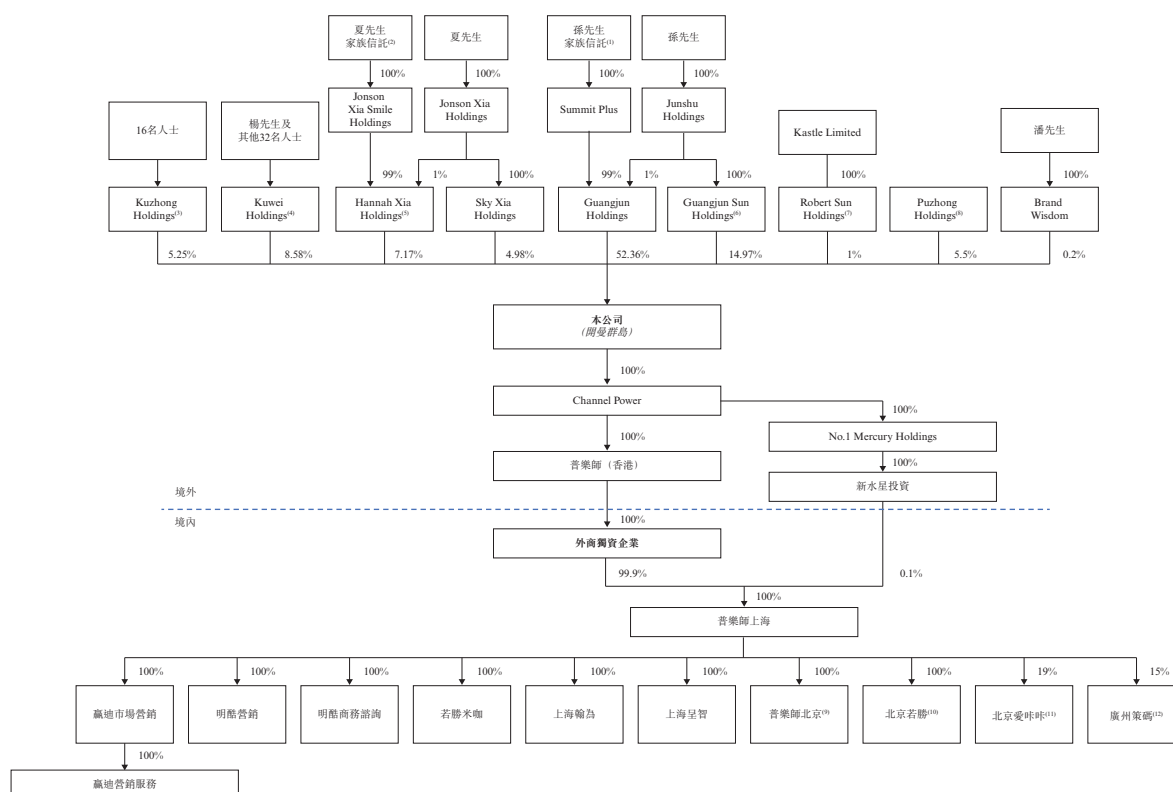 夏先生
家族信託(2)
夏先生
孫先生
家族信託(1)
孫先生
100%
100%
100%
100%
16名人士
楊先生及
其他32名人士
Jonson
Xia Smile
Holdings
Jonson Xia
Holdings
Summit Plus
Junshu
Holdings
Kastle Limited
潘先生
99%
1%
100%
99%
1%
100%
100%
100%
Kuzhong
Holdings(3)
Kuwei
Holdings(4)
Hannah Xia
Holdings(5)
Sky Xia
Holdings
Guangjun
Holdings
Guangjun Sun
Holdings(6)
Robert Sun
Holdings(7)
Puzhong
Holdings(8)
Brand
Wisdom
5.25%
8.58%
7.17%
4.98%
52.36%
14.97%
1%
5.5%
0.2%
本公司
(開曼群島)
100%
Channel Power
100%
100%
No.1 Mercury Holdings
普樂師（香港）
100%
新水星投資
境外
境內
100%
外商獨資企業
99.9%
0.1%
100%
普樂師上海
100%
100%
100%
100%
100%
100%
100%
100%
19%
15%
贏迪市場營銷
明酷營銷
明酷商務諮詢
若勝米咖
上海翰為
上海呈智
普樂師北京(9)
北京若勝(10)
北京愛咔咔(11)
廣州策碼(12)
100%
贏迪營銷服務